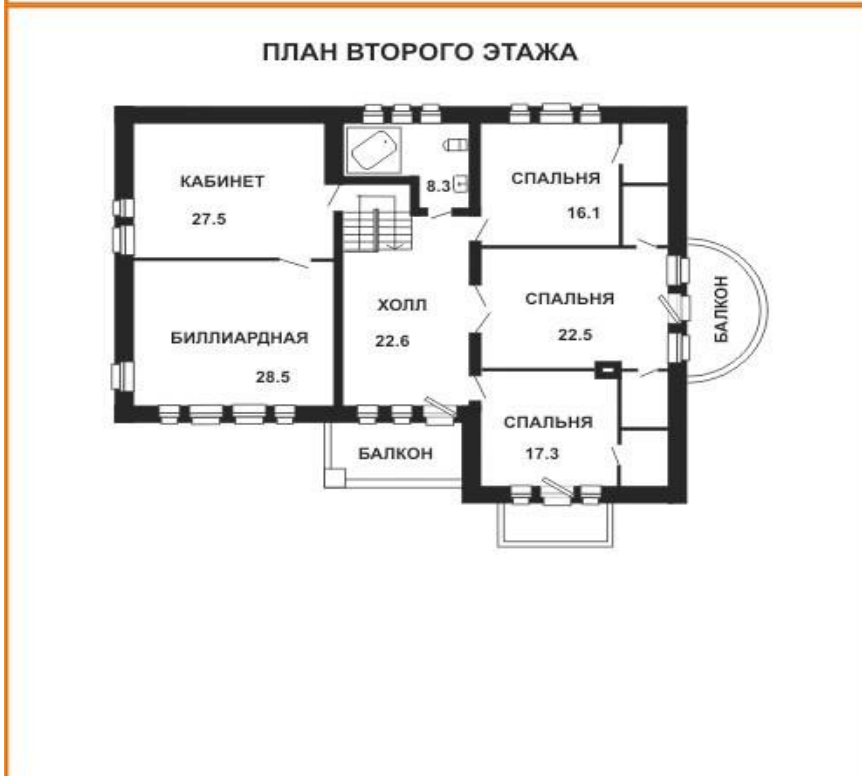 ПЛАН ВТОРОГО ЭТАЖА
КАБИНЕТ
27.5
8.3
СПАЛЬНЯ
16.1
БИЛЛИАРДНАЯ
28.5
ХОЛЛ
22.6
СПАЛЬНЯ
22.5
БАЛКОН
СПАЛЬНЯ
17.3
БАЛКОН